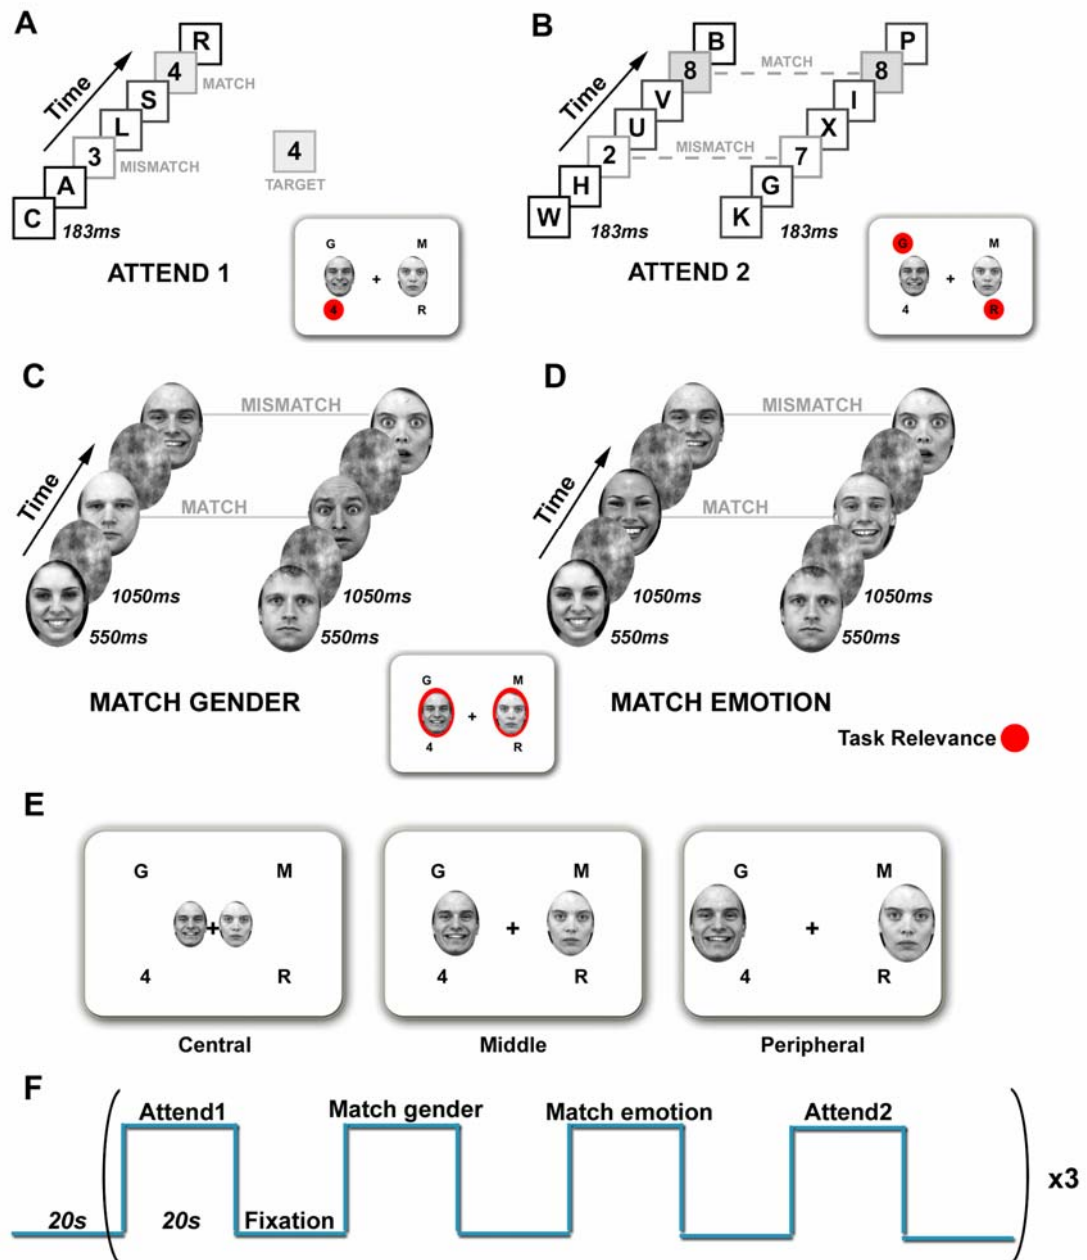 A
R
4
MATCH
S
Time
L
3
MISMATCH
A
C
183ms
4
TARGET
ATTEND 1
G M
+
4 R
B
B P
8 MATCH 8
V I
Time
U X
2 MISMATCH 7
H G
W K
183ms 183ms
ATTEND 2
G M
+
4 R
C
MISMATCH
Time
MATCH
1050ms 1050ms
550ms 550ms
MATCH GENDER
D
MISMATCH
Time
MATCH
1050ms 1050ms
550ms 550ms
MATCH EMOTION
G M
+
4 R
Task Relevance
E
G M
+
4 R
Central
G M
+
4 R
Middle
G M
+
4 R
Peripheral
F
Attend1 Match gender Match emotion Attend2
x3
20s 20s Fixation